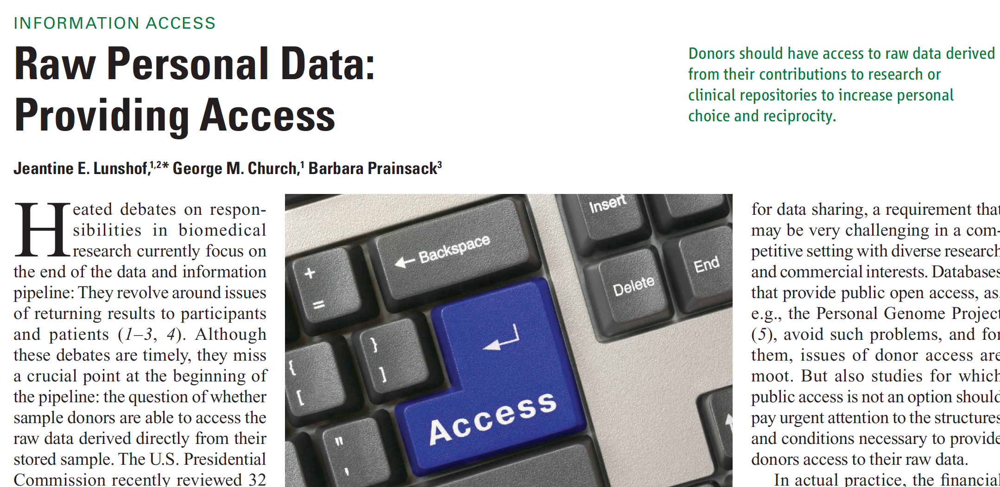 INFORMATION ACCESS
Raw Personal Data:
Providing Access
Donors should have access to raw data derived
from their contributions to research or
clinical repositories to increase personal
choice and reciprocity.
Jeantine E. Lunshof,1,2* George M. Church,1 Barbara Prainsack3
Heated debates on respon-
sibilities in biomedical
research currently focus on
the end of the data and information
pipeline: They revolve around issues
of returning results to participants
and patients (1–3, 4). Although
these debates are timely, they miss
a crucial point at the beginning of
the pipeline: the question of whether
sample donors are able to access the
raw data derived directly from their
stored sample. The U.S. Presidential
Commission recently reviewed 32
Insert
← Backspace
+
=
End
Delete
}
]
{
[
Access
"
'
for data sharing, a requirement that
may be very challenging in a com-
petitive setting with diverse research
and commercial interests. Databases
that provide public open access, as,
e.g., the Personal Genome Project
(5), avoid such problems, and for
them, issues of donor access are
moot. But also studies for which
public access is not an option should
pay urgent attention to the structures
and conditions necessary to provide
donors access to their raw data.
In actual practice, the financial